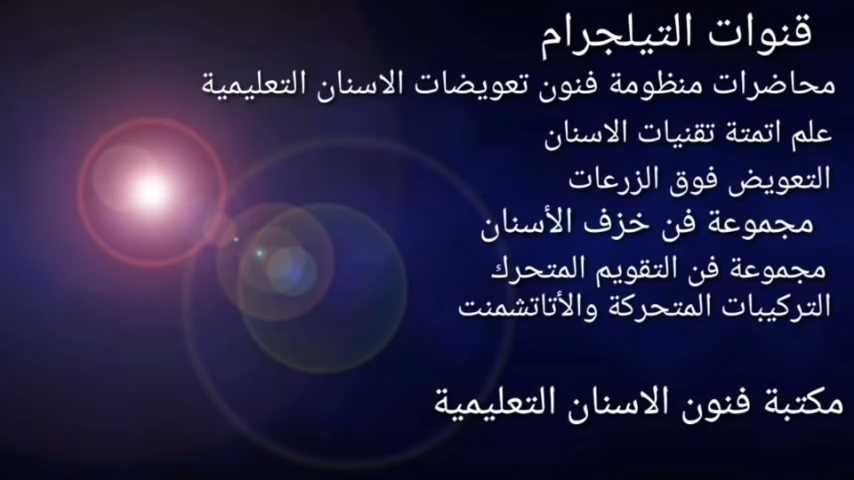 قنوات التيلجرام
محاضرات منظومة فنون تعويضات الاسنان التعليمية
علم اتمتة تقنيات الاسنان
التعويض فوق الزرعات
مجموعة فن خزف الأسنان
مجموعة فن التقويم المتحرك
التركيبات المتحركة والأتاتشمنت
مكتبة فنون الاسنان التعليمية